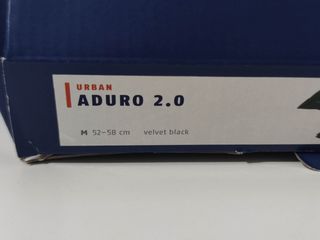 URBAN
ADURO 2.0
M 52-58 cm velvet black